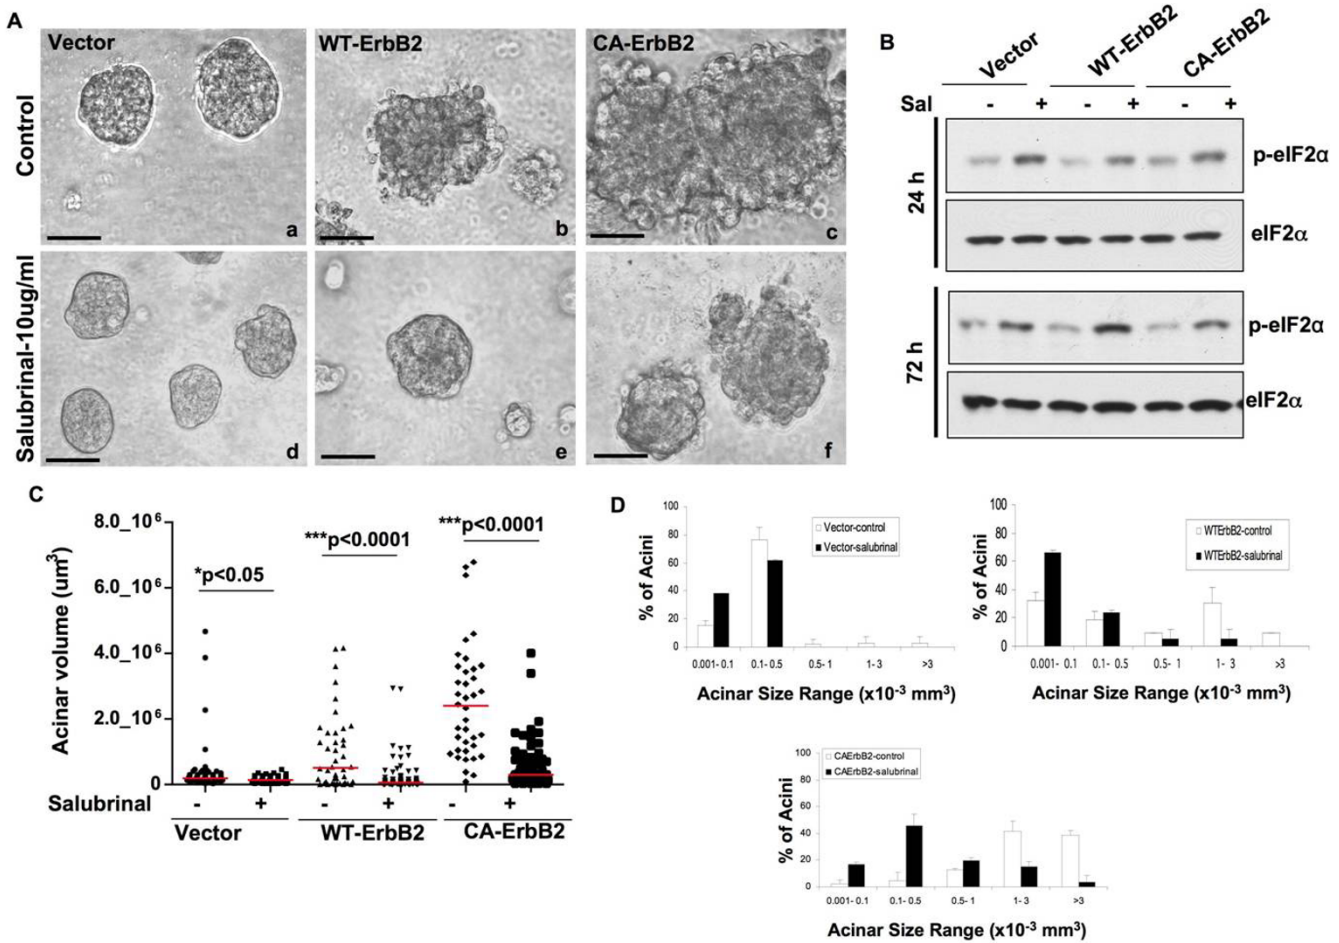 A
Vector
WT-ErbB2
CA-ErbB2
Control
a
b
c
Salubrinal-10ug/ml
d
e
f
B
Vector
WT-ErbB2
CA-ErbB2
Sal - + - + - +
24 h
p-eIF2α
eIF2α
72 h
p-eIF2α
eIF2α
C
Acinar volume (um³)
8.0_10⁶
6.0_10⁶
4.0_10⁶
2.0_10⁶
0
*p<0.05
***p<0.0001
***p<0.0001
Salubrinal - + - + - +
Vector WT-ErbB2 CA-ErbB2
D
% of Acini
100
80
60
40
20
0
Vector-control
Vector-salubrinal
0.001- 0.1 0.1- 0.5 0.5- 1 1- 3 >3
Acinar Size Range (x10⁻³ mm³)
% of Acini
100
80
60
40
20
0
WTErbB2-control
WTErbB2-salubrinal
0.001- 0.1 0.1- 0.5 0.5- 1 1- 3 >3
Acinar Size Range (x10⁻³ mm³)
% of Acini
100
80
60
40
20
0
CAErbB2-control
CAErbB2-salubrinal
0.001- 0.1 0.1- 0.5 0.5- 1 1- 3 >3
Acinar Size Range (x10⁻³ mm³)